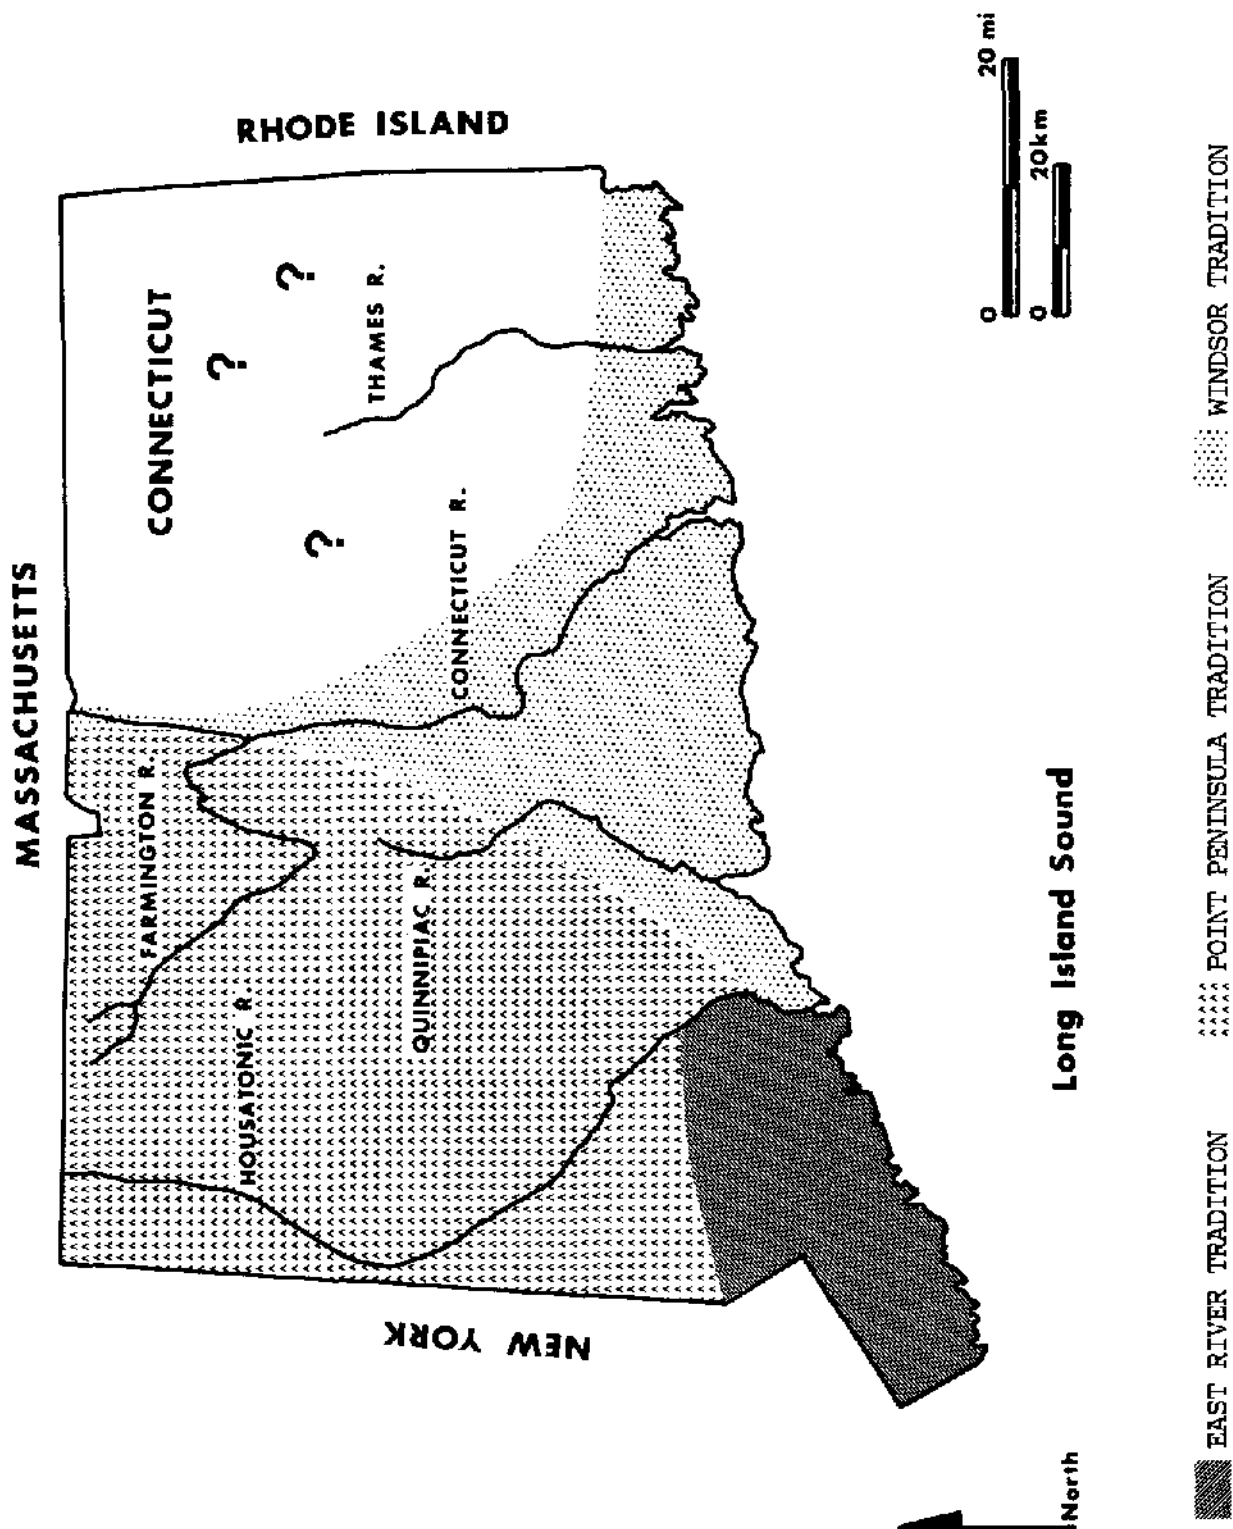 MASSACHUSETTS
CONNECTICUT
RHODE ISLAND
NEW YORK
FARMINGTON R.
HOUSATONIC R
QUINNIPIAC R.
CONNECTICUT R.
THAMES R.
?
?
?
Long Island Sound
0 20 mi
0 20km
North
EAST RIVER TRADITION
POINT PENINSULA TRADITION
WINDSOR TRADITION